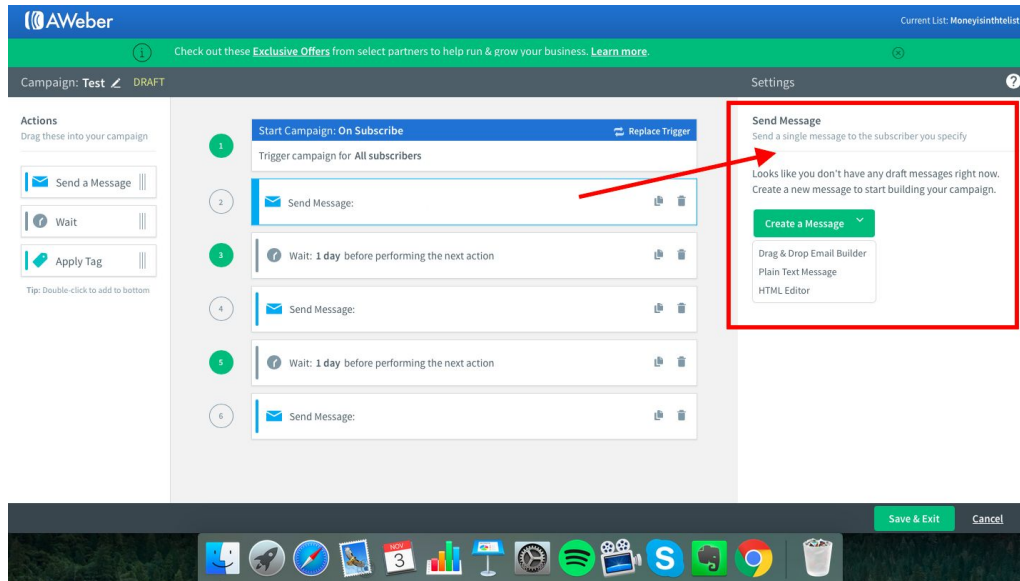 AWeber
Current List: Moneyisinthtelist
Check out these Exclusive Offers from select partners to help run & grow your business. Learn more.
Campaign: Test DRAFT
Settings
?
Actions
Drag these into your campaign
Send a Message
Wait
Apply Tag
Tip: Double-click to add to bottom
1
Start Campaign: On Subscribe
Replace Trigger
Trigger campaign for All subscribers
2
Send Message:
3
Wait: 1 day before performing the next action
4
Send Message:
5
Wait: 1 day before performing the next action
6
Send Message:
Send Message
Send a single message to the subscriber you specify
Looks like you don't have any draft messages right now.
Create a new message to start building your campaign.
Create a Message
Drag & Drop Email Builder
Plain Text Message
HTML Editor
Save & Exit
Cancel
NOV
3